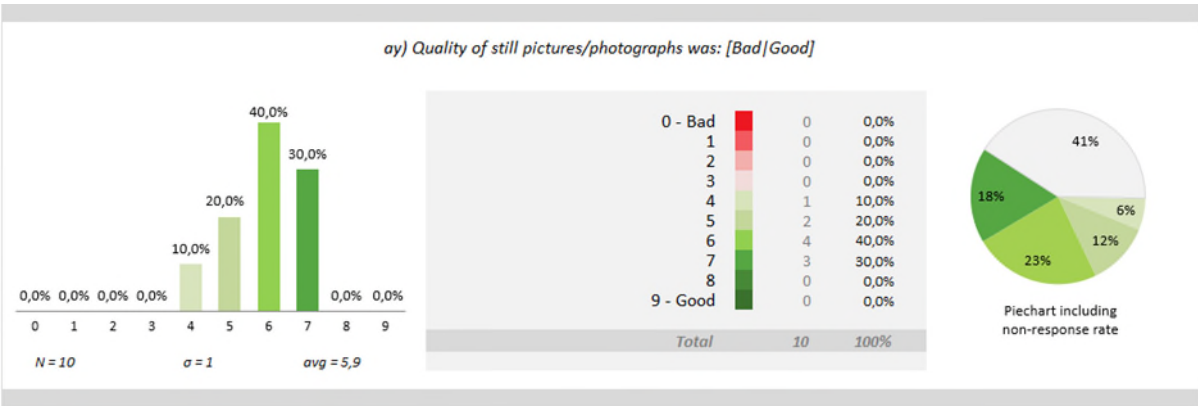 ay) Quality of still pictures/photographs was: [Bad|Good]
40,0%
30,0%
20,0%
10,0%
0,0% 0,0% 0,0% 0,0% 0,0% 0,0%
0 1 2 3 4 5 6 7 8 9
N = 10 σ = 1 avg = 5,9
0 - Bad 0 0,0%
1 0 0,0%
2 0 0,0%
3 0 0,0%
4 1 10,0%
5 2 20,0%
6 4 40,0%
7 3 30,0%
8 0 0,0%
9 - Good 0 0,0%
Total 10 100%
41%
18%
6%
12%
23%
Piechart including
non-response rate